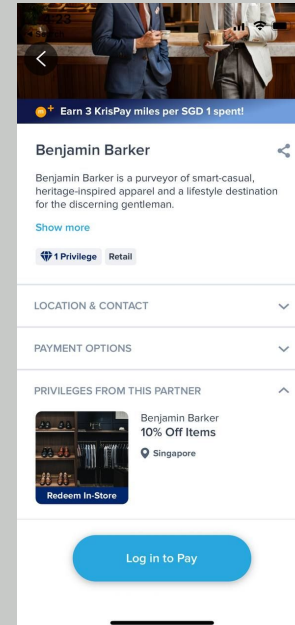 Earn 3 KrisPay miles per SGD 1 spent!
Benjamin Barker
Benjamin Barker is a purveyor of smart-casual,
heritage-inspired apparel and a lifestyle destination
for the discerning gentleman.
Show more
1 Privilege Retail
LOCATION & CONTACT
PAYMENT OPTIONS
PRIVILEGES FROM THIS PARTNER
Benjamin Barker
10% Off Items
Singapore
Redeem In-Store
Log in to Pay